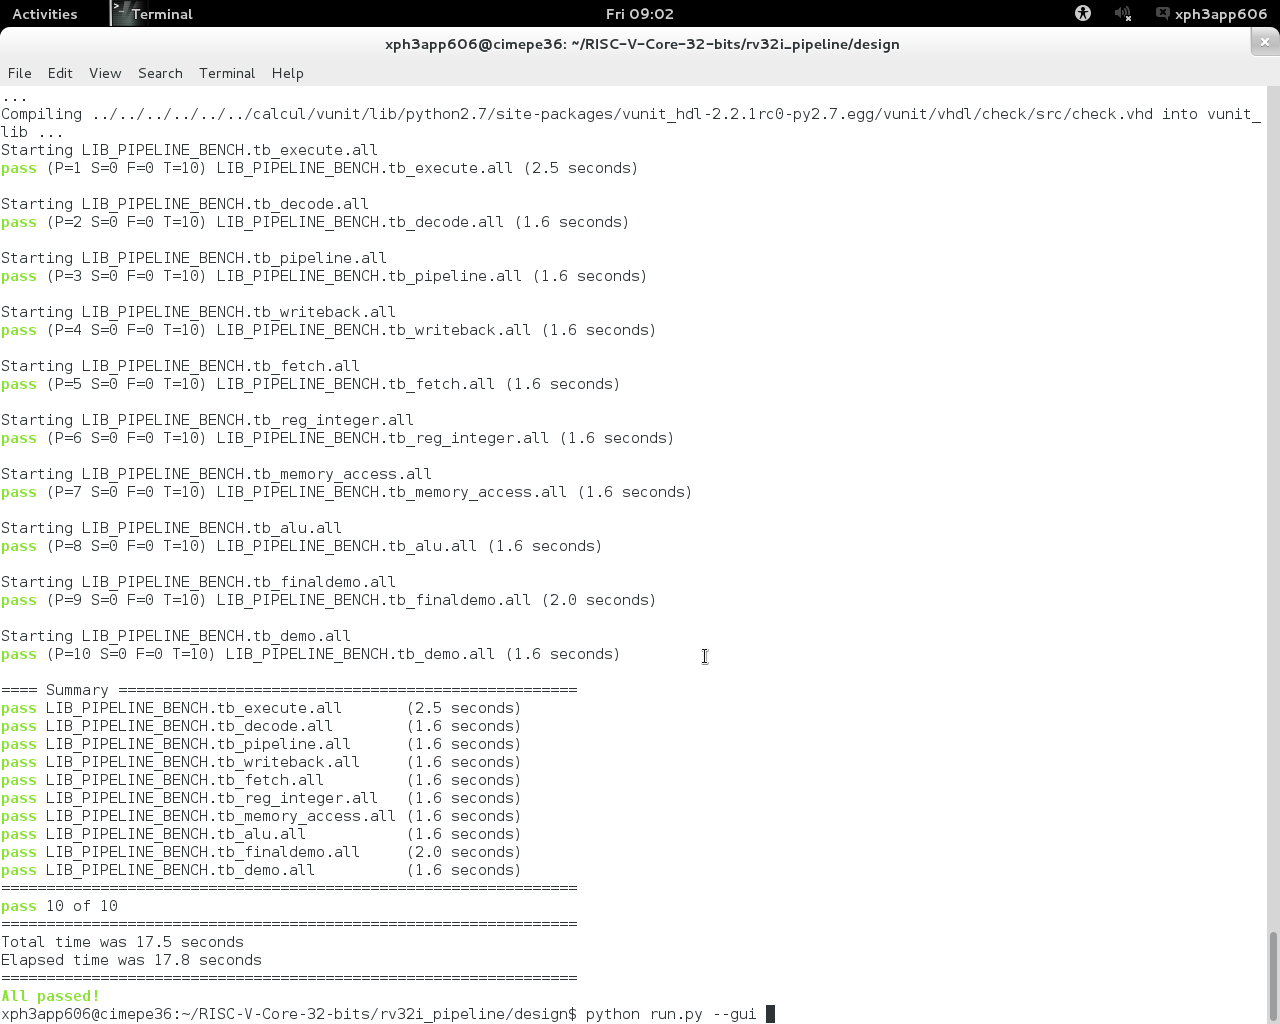 Activities
Terminal
Fri 09:02
xph3app606
xph3app606@cimepe36: ~/RISC-V-Core-32-bits/rv32i_pipeline/design
File Edit View Search Terminal Help
...
Compiling ../../../../../../calcul/vunit/lib/python2.7/site-packages/vunit_hdl-2.2.1rc0-py2.7.egg/vunit/vhdl/check/src/check.vhd into vunit_
lib ...
Starting LIB_PIPELINE_BENCH.tb_execute.all
pass (P=1 S=0 F=0 T=10) LIB_PIPELINE_BENCH.tb_execute.all (2.5 seconds)
Starting LIB_PIPELINE_BENCH.tb_decode.all
pass (P=2 S=0 F=0 T=10) LIB_PIPELINE_BENCH.tb_decode.all (1.6 seconds)
Starting LIB_PIPELINE_BENCH.tb_pipeline.all
pass (P=3 S=0 F=0 T=10) LIB_PIPELINE_BENCH.tb_pipeline.all (1.6 seconds)
Starting LIB_PIPELINE_BENCH.tb_writeback.all
pass (P=4 S=0 F=0 T=10) LIB_PIPELINE_BENCH.tb_writeback.all (1.6 seconds)
Starting LIB_PIPELINE_BENCH.tb_fetch.all
pass (P=5 S=0 F=0 T=10) LIB_PIPELINE_BENCH.tb_fetch.all (1.6 seconds)
Starting LIB_PIPELINE_BENCH.tb_reg_integer.all
pass (P=6 S=0 F=0 T=10) LIB_PIPELINE_BENCH.tb_reg_integer.all (1.6 seconds)
Starting LIB_PIPELINE_BENCH.tb_memory_access.all
pass (P=7 S=0 F=0 T=10) LIB_PIPELINE_BENCH.tb_memory_access.all (1.6 seconds)
Starting LIB_PIPELINE_BENCH.tb_alu.all
pass (P=8 S=0 F=0 T=10) LIB_PIPELINE_BENCH.tb_alu.all (1.6 seconds)
Starting LIB_PIPELINE_BENCH.tb_finaldemo.all
pass (P=9 S=0 F=0 T=10) LIB_PIPELINE_BENCH.tb_finaldemo.all (2.0 seconds)
Starting LIB_PIPELINE_BENCH.tb_demo.all
pass (P=10 S=0 F=0 T=10) LIB_PIPELINE_BENCH.tb_demo.all (1.6 seconds)
==== Summary ===================================================
pass LIB_PIPELINE_BENCH.tb_execute.all       (2.5 seconds)
pass LIB_PIPELINE_BENCH.tb_decode.all        (1.6 seconds)
pass LIB_PIPELINE_BENCH.tb_pipeline.all      (1.6 seconds)
pass LIB_PIPELINE_BENCH.tb_writeback.all     (1.6 seconds)
pass LIB_PIPELINE_BENCH.tb_fetch.all         (1.6 seconds)
pass LIB_PIPELINE_BENCH.tb_reg_integer.all   (1.6 seconds)
pass LIB_PIPELINE_BENCH.tb_memory_access.all (1.6 seconds)
pass LIB_PIPELINE_BENCH.tb_alu.all           (1.6 seconds)
pass LIB_PIPELINE_BENCH.tb_finaldemo.all     (2.0 seconds)
pass LIB_PIPELINE_BENCH.tb_demo.all          (1.6 seconds)
================================================================
pass 10 of 10
================================================================
Total time was 17.5 seconds
Elapsed time was 17.8 seconds
================================================================
All passed!
xph3app606@cimepe36:~/RISC-V-Core-32-bits/rv32i_pipeline/design$ python run.py --gui